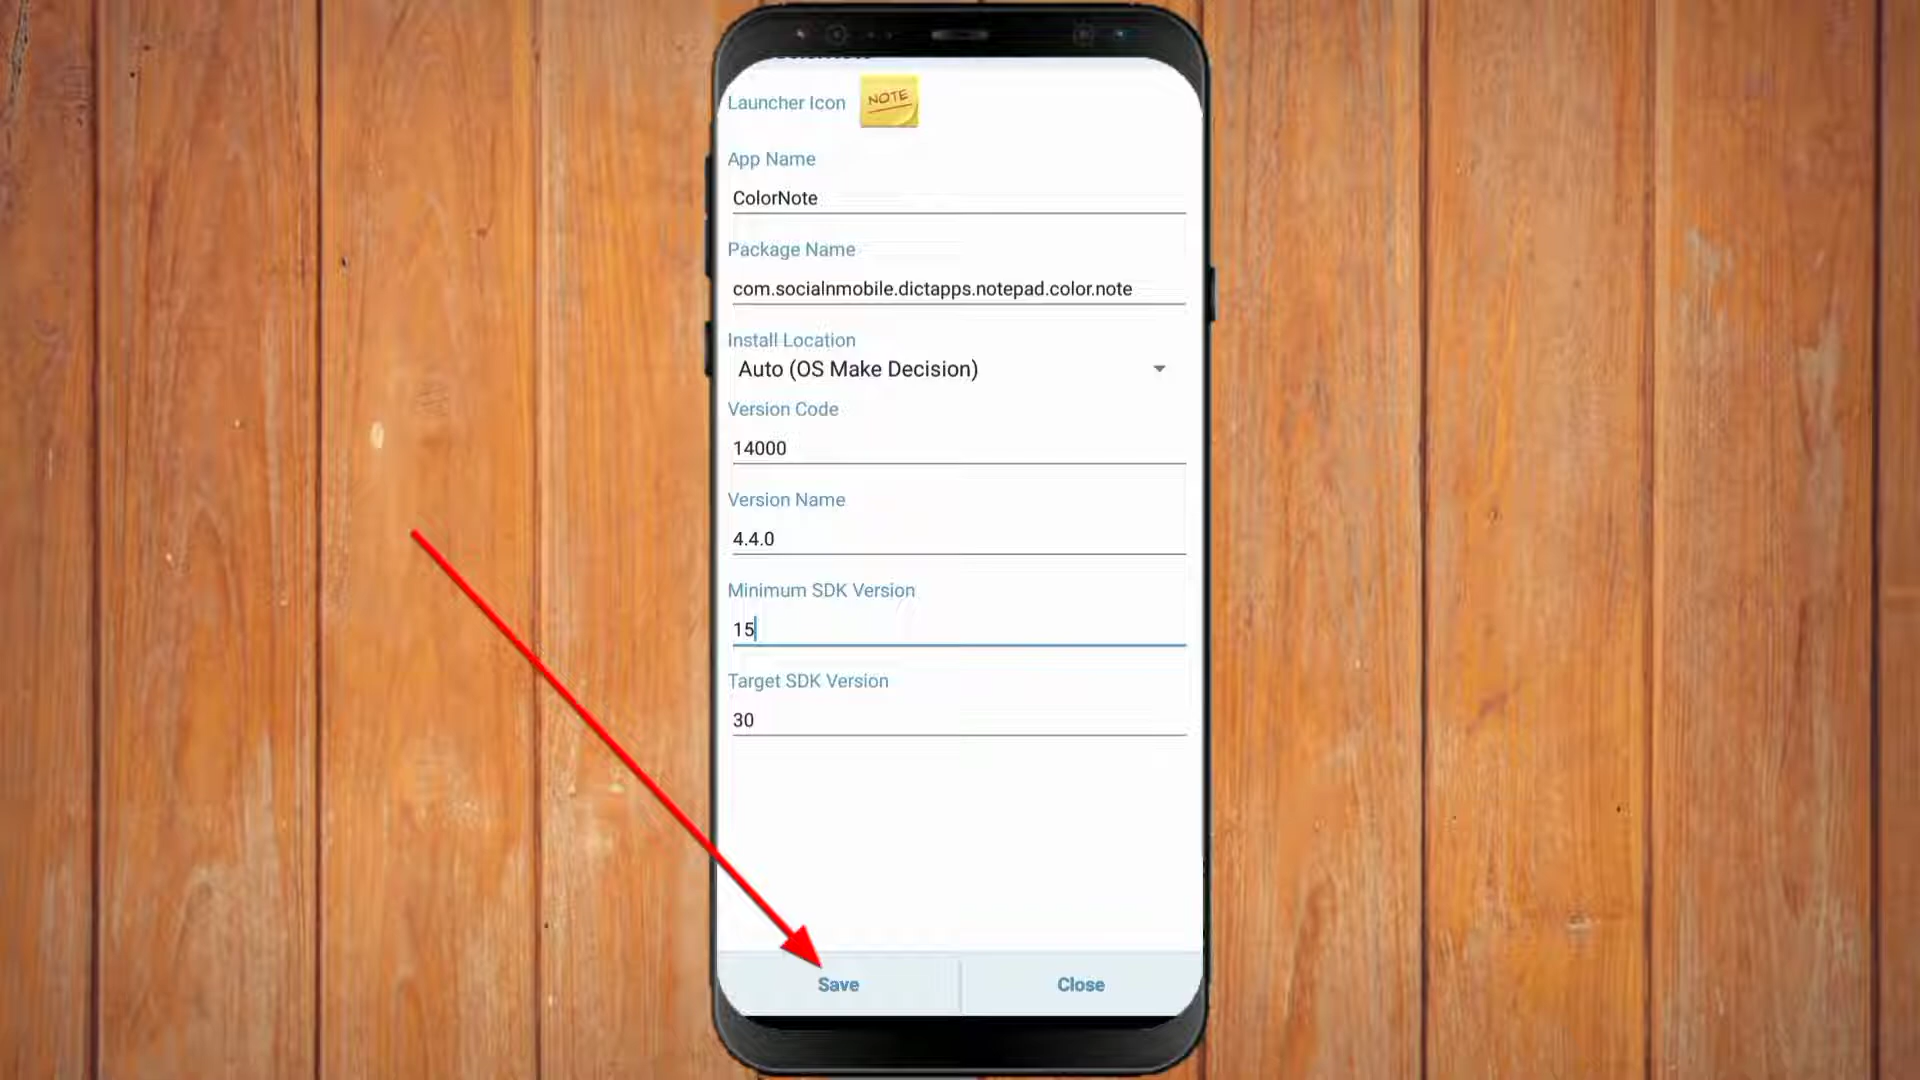 Launcher Icon
NOTE
App Name
ColorNote
Package Name
com.socialnmobile.dictapps.notepad.color.note
Install Location
Auto (OS Make Decision)
Version Code
14000
Version Name
4.4.0
Minimum SDK Version
15
Target SDK Version
30
Save
Close